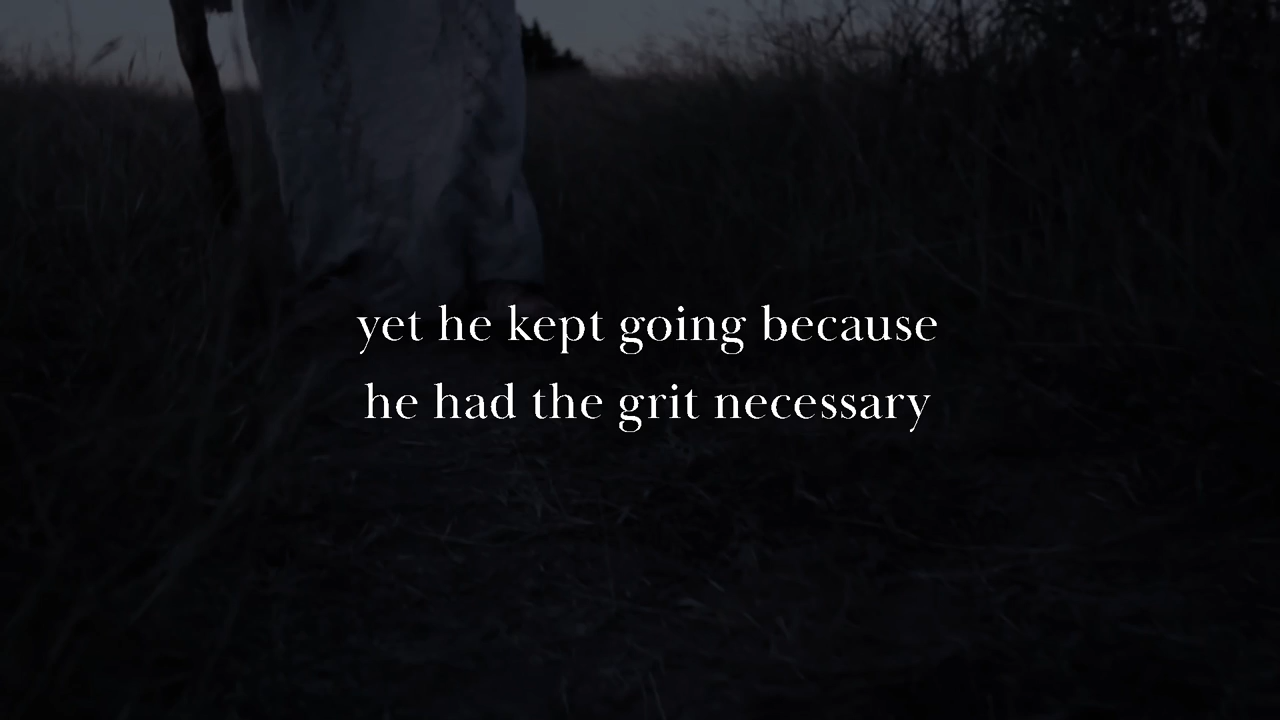 yet he kept going because
he had the grit necessary